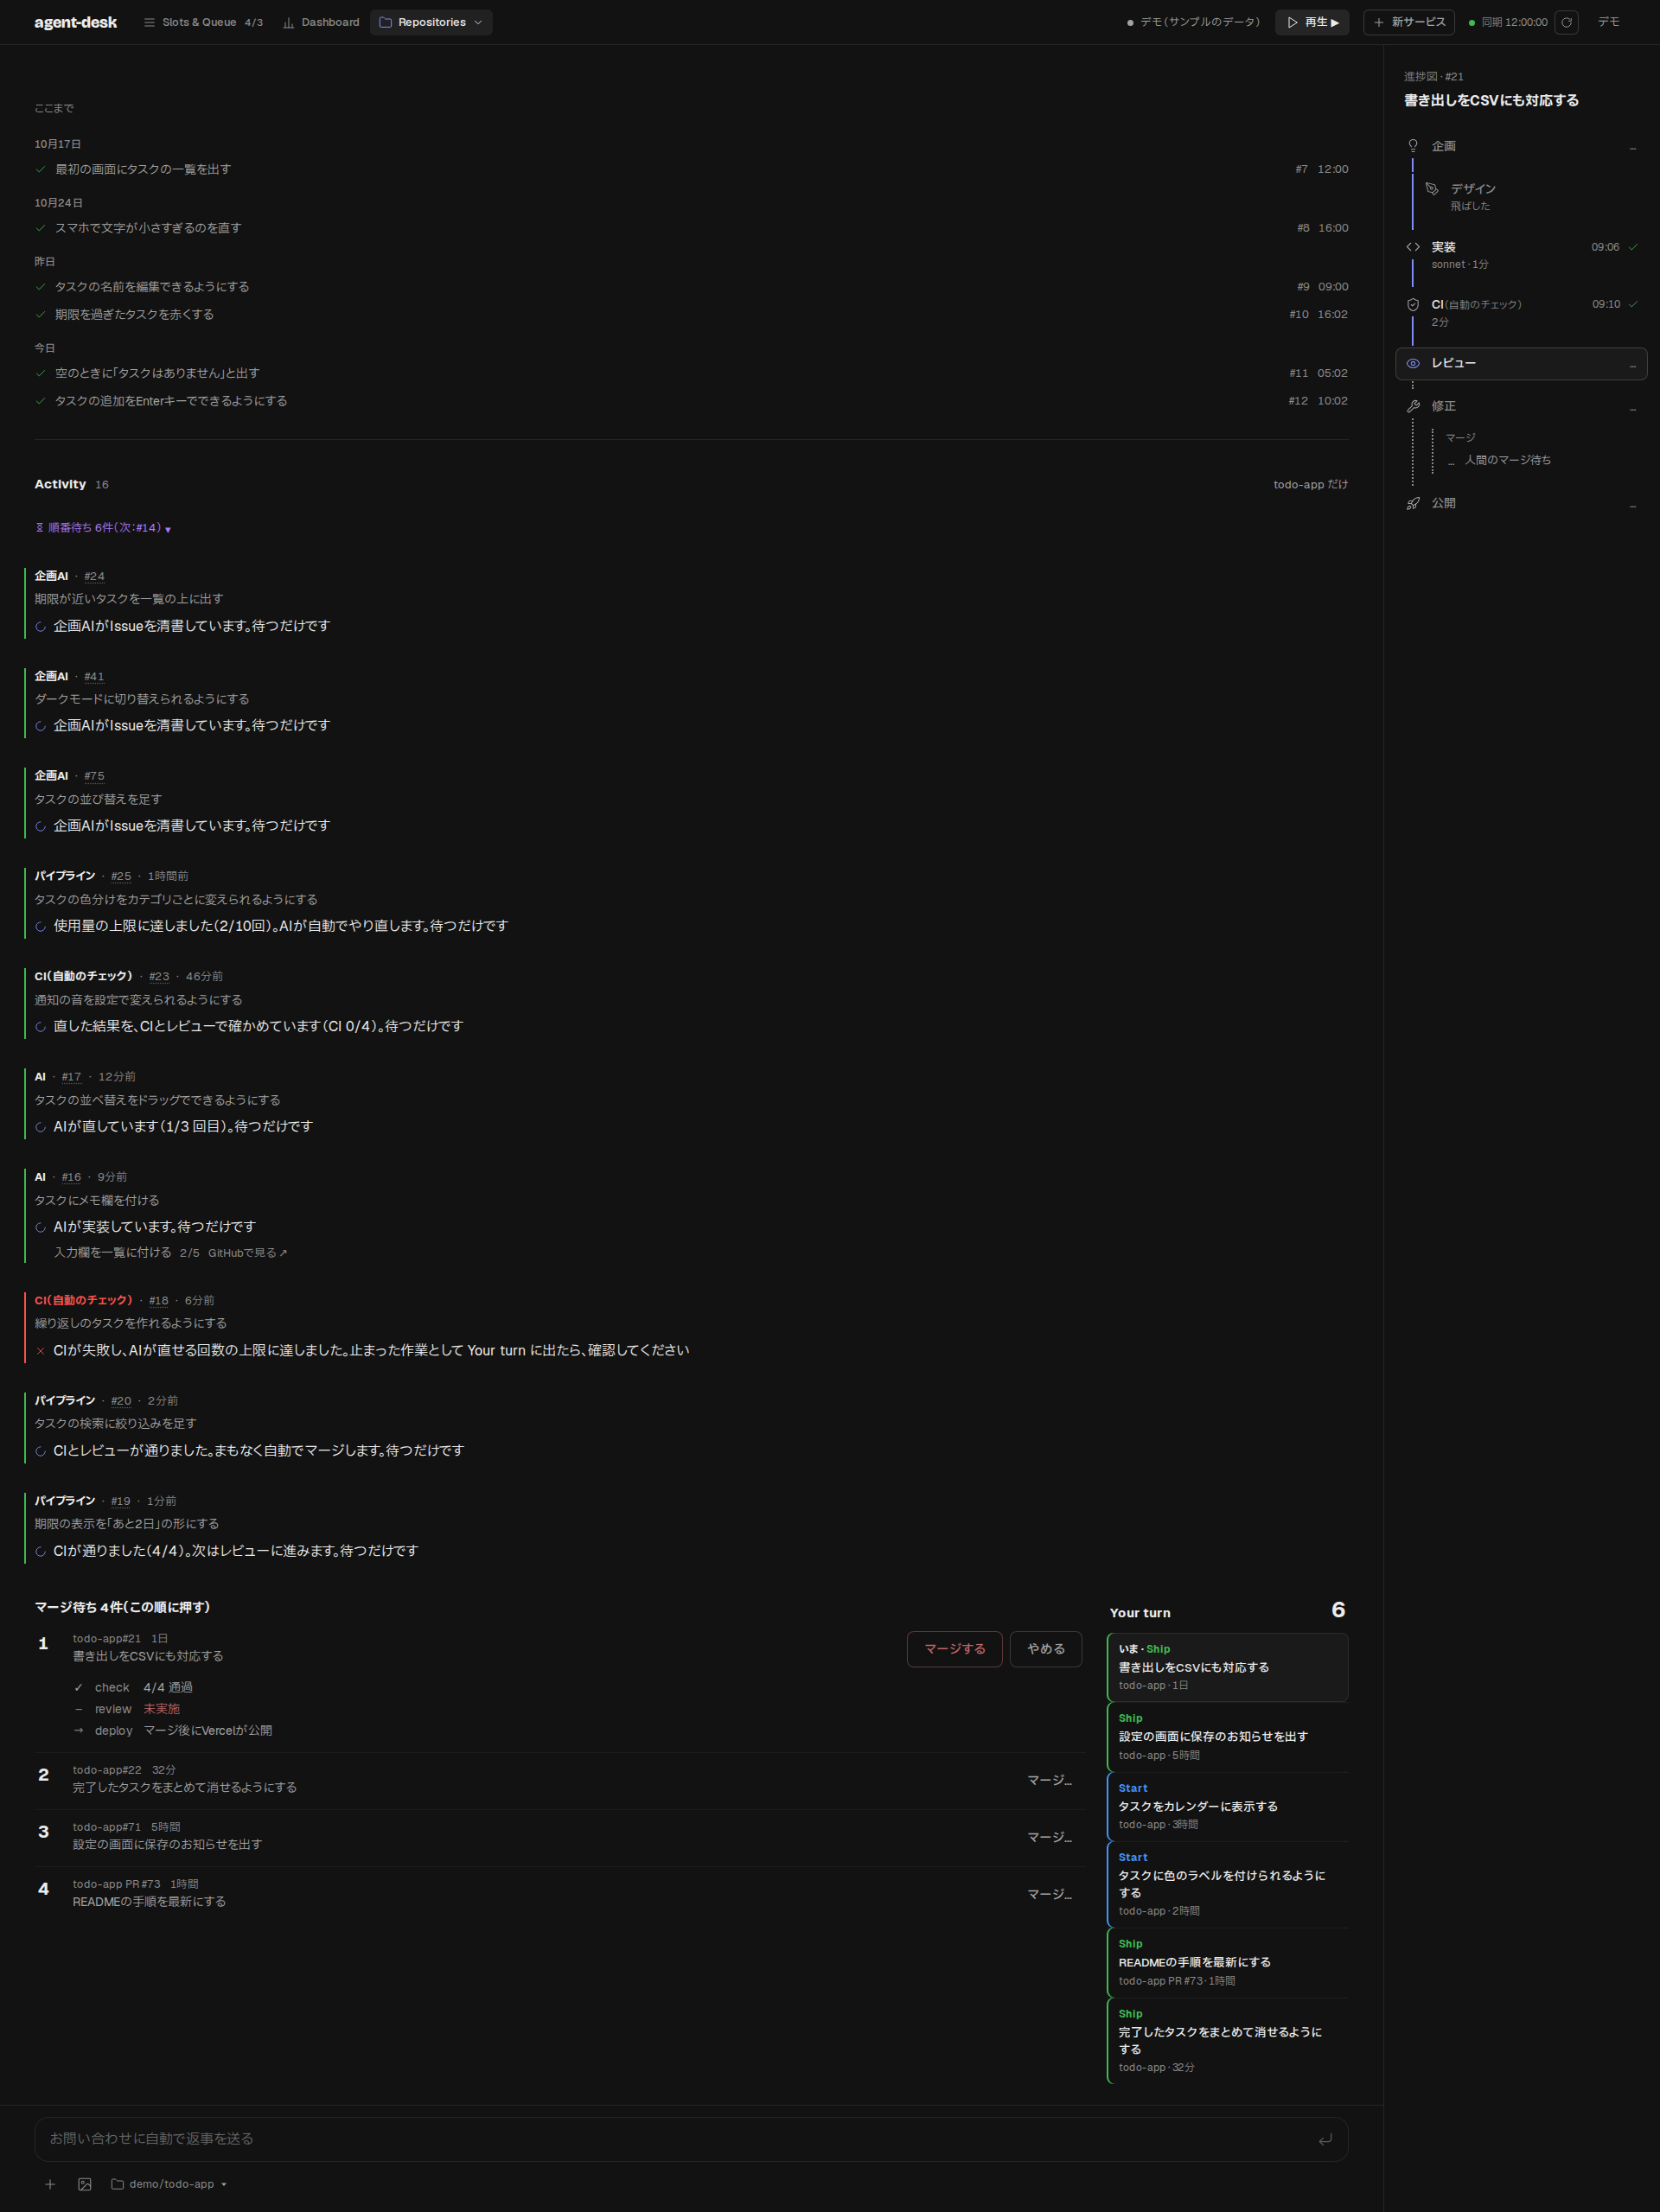 agent-desk
Slots & Queue 4/3
Dashboard
Repositories
デモ（サンプルのデータ）
再生 ▶
新サービス
同期 12:00:00
デモ
ここまで
10月17日
最初の画面にタスクの一覧を出す #7 12:00
10月24日
スマホで文字が小さすぎるのを直す #8 16:00
昨日
タスクの名前を編集できるようにする #9 09:00
期限を過ぎたタスクを赤くする #10 16:02
今日
空のときに「タスクはありません」と出す #11 05:02
タスクの追加をEnterキーでできるようにする #12 10:02
Activity 16
todo-app だけ
順番待ち 6件（次：#14）▾
企画AI · #24
期限が近いタスクを一覧の上に出す
企画AIがIssueを清書しています。待つだけです
企画AI · #41
ダークモードに切り替えられるようにする
企画AIがIssueを清書しています。待つだけです
企画AI · #75
タスクの並び替えを足す
企画AIがIssueを清書しています。待つだけです
パイプライン · #25 · 1時間前
タスクの色分けをカテゴリごとに変えられるようにする
使用量の上限に達しました（2/10回）。AIが自動でやり直します。待つだけです
CI（自動のチェック） · #23 · 46分前
通知の音を設定で変えられるようにする
直した結果を、CIとレビューで確かめています（CI 0/4）。待つだけです
AI · #17 · 12分前
タスクの並べ替えをドラッグでできるようにする
AIが直しています（1/3 回目）。待つだけです
AI · #16 · 9分前
タスクにメモ欄を付ける
AIが実装しています。待つだけです
入力欄を一覧に付ける 2/5 GitHubで見る ↗
CI（自動のチェック） · #18 · 6分前
繰り返しのタスクを作れるようにする
CIが失敗し、AIが直せる回数の上限に達しました。止まった作業として Your turn に出たら、確認してください
パイプライン · #20 · 2分前
タスクの検索に絞り込みを足す
CIとレビューが通りました。まもなく自動でマージします。待つだけです
パイプライン · #19 · 1分前
期限の表示を「あと2日」の形にする
CIが通りました（4/4）。次はレビューに進みます。待つだけです
マージ待ち 4件（この順に押す）
1 todo-app#21 1日
書き出しをCSVにも対応する
マージする
やめる
✓ check 4/4 通過
– review 未実施
→ deploy マージ後にVercelが公開
2 todo-app#22 32分
完了したタスクをまとめて消せるようにする
マージ…
3 todo-app#71 5時間
設定の画面に保存のお知らせを出す
マージ…
4 todo-app PR#73 1時間
READMEの手順を最新にする
マージ…
Your turn 6
いま · Ship
書き出しをCSVにも対応する
todo-app · 1日
Ship
設定の画面に保存のお知らせを出す
todo-app · 5時間
Start
タスクをカレンダーに表示する
todo-app · 3時間
Start
タスクに色のラベルを付けられるように
する
todo-app · 2時間
Ship
READMEの手順を最新にする
todo-app PR #73 · 1時間
Ship
完了したタスクをまとめて消せるように
する
todo-app · 32分
お問い合わせに自動で返事を送る
demo/todo-app
進捗図 · #21
書き出しをCSVにも対応する
企画 …
デザイン
飛ばした
実装 09:06
sonnet · 1分
CI（自動のチェック） 09:10
2分
レビュー …
修正 …
マージ
… 人間のマージ待ち
公開 …